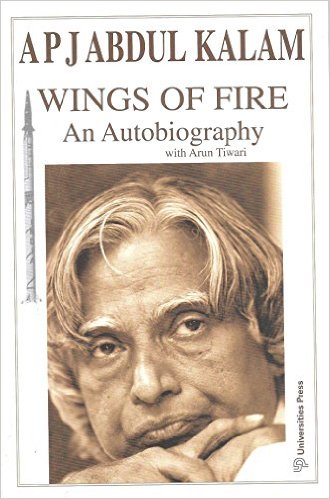 A P J ABDUL KALAM
WINGS OF FIRE
An Autobiography
with Arun Tiwari
Universities Press